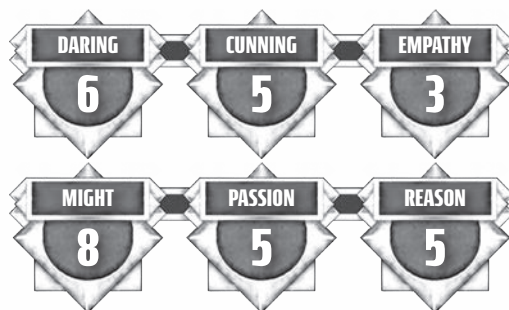 DARING CUNNING EMPATHY
6 5 3
MIGHT PASSION REASON
8 5 5